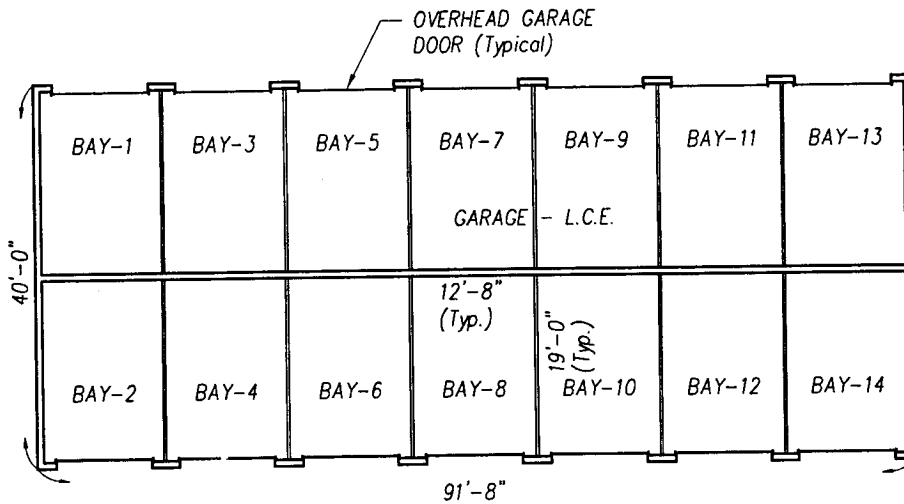 OVERHEAD GARAGE
DOOR (Typical)
BAY-1 BAY-3 BAY-5 BAY-7 BAY-9 BAY-11 BAY-13
GARAGE - L.C.E.
40'-0"
12'-8"
(Typ.)
19'-0"
(Typ.)
BAY-2 BAY-4 BAY-6 BAY-8 BAY-10 BAY-12 BAY-14
91'-8"